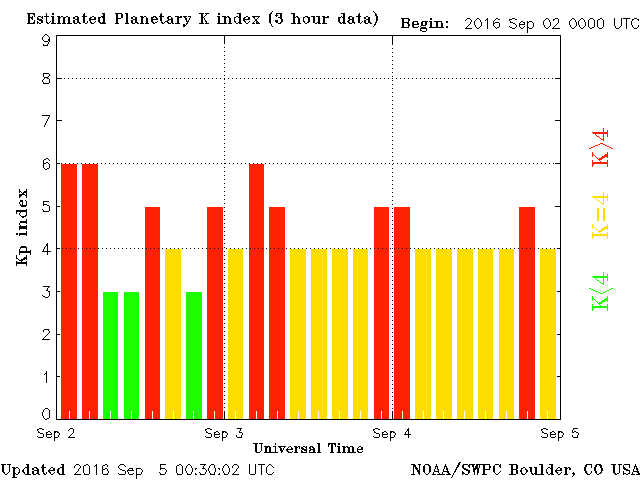 Estimated Planetary K index (3 hour data) Begin: 2016 Sep 02 0000 UTC
9
8
7
6
5
4
3
2
1
0
Kp index
K>4
K=4
K<4
Sep 2 Sep 3 Sep 4 Sep 5
Universal Time
Updated 2016 Sep 5 00:30:02 UTC NOAA/SWPC Boulder, CO USA